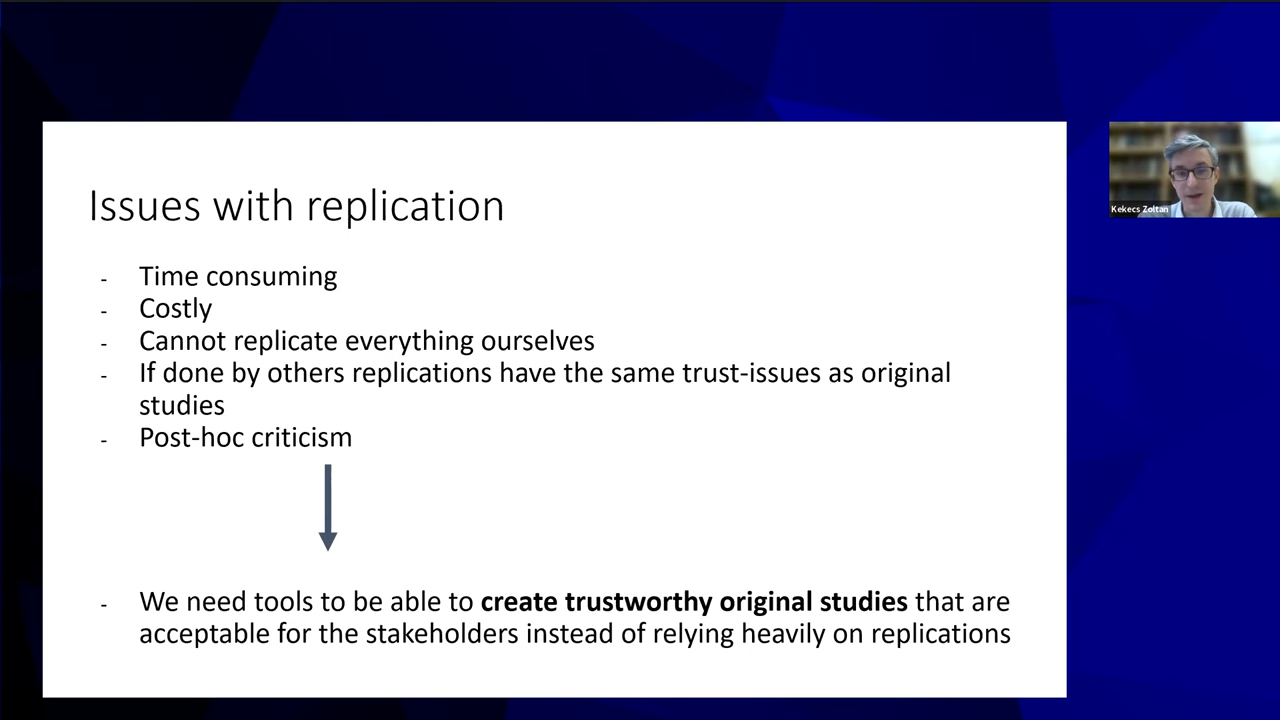 Issues with replication
- Time consuming
- Costly
- Cannot replicate everything ourselves
- If done by others replications have the same trust-issues as original
studies
- Post-hoc criticism
- We need tools to be able to create trustworthy original studies that are
acceptable for the stakeholders instead of relying heavily on replications
Kekecs Zoltan